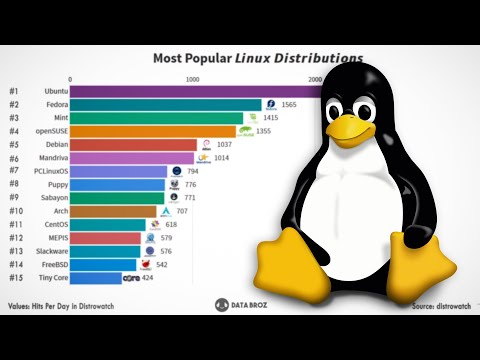 Most Popular Linux Distributions
0 1000 2000
#1 Ubuntu
#2 Fedora 1565
#3 Mint 1415
#4 openSUSE 1355
#5 Debian 1037
#6 Mandriva 1014
#7 PCLinuxOS 794
#8 Puppy 776
#9 Sabayon 771
#10 Arch 707
#11 CentOS 618
#12 MEPIS 579
#13 Slackware 576
#14 FreeBSD 542
#15 Tiny Core core 424
Values: Hits Per Day in Distrowatch DATA BROZ Source: distrowatch